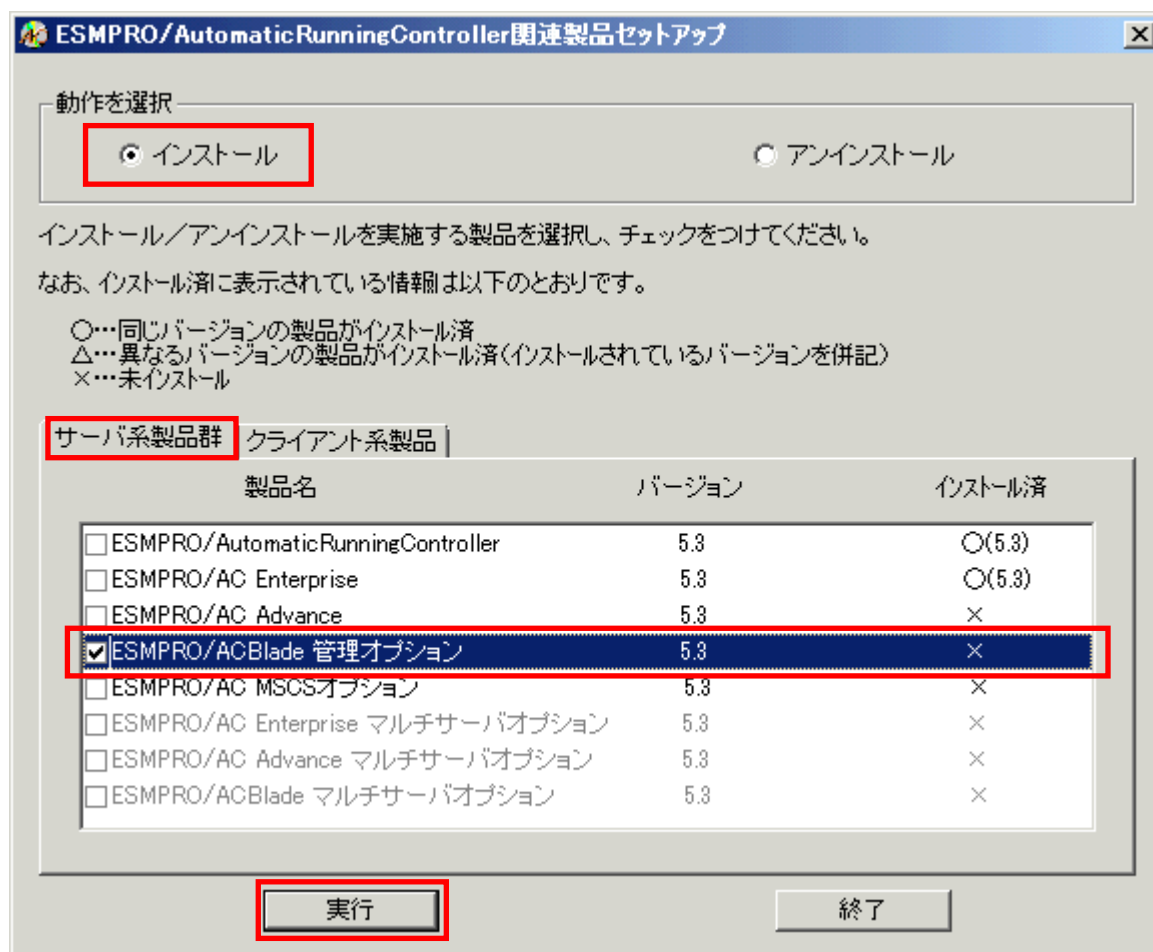 ESMPRO/AutomaticRunningController関連製品セットアップ
動作を選択
インストール
アンインストール
インストール／アンインストールを実施する製品を選択し、チェックをつけてください。
なお、インストール済に表示されている情報は以下のとおりです。
○…同じバージョンの製品がインストール済
△…異なるバージョンの製品がインストール済(インストールされているバージョンを併記)
×…未インストール
サーバ系製品群 クライアント系製品
製品名 バージョン インストール済
ESMPRO/AutomaticRunningController 5.3 ○(5.3)
ESMPRO/AC Enterprise 5.3 ○(5.3)
ESMPRO/AC Advance 5.3 ×
ESMPRO/ACBlade 管理オプション 5.3 ×
ESMPRO/AC MSCSオプション 5.3 ×
ESMPRO/AC Enterprise マルチサーバオプション 5.3 ×
ESMPRO/AC Advance マルチサーバオプション 5.3 ×
ESMPRO/ACBlade マルチサーバオプション 5.3 ×
実行 終了